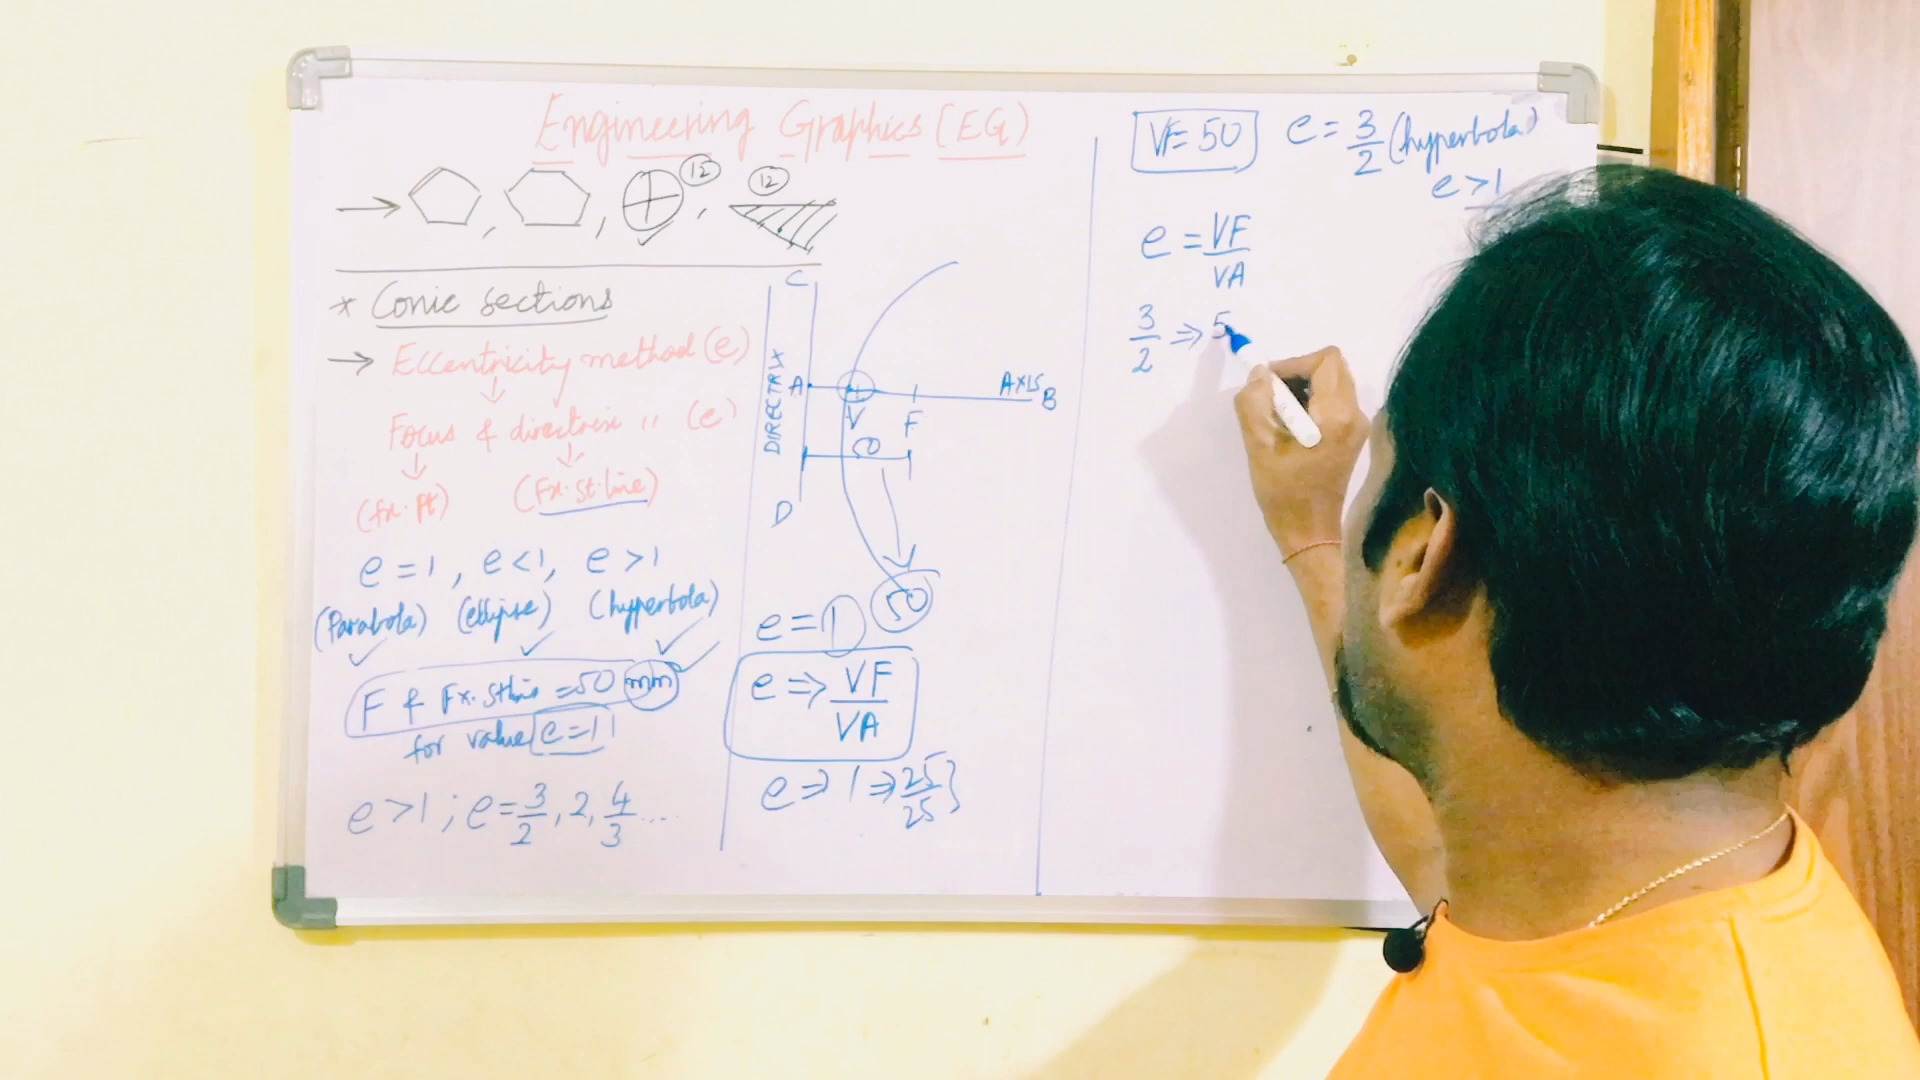 Engineering Graphics (EG)
→ , , 12 , 12
* Conic sections
→ Eccentricity method (e)
Focus & directrix '' (e)
(fx. pt) (Fx. st. line)
e = 1, e < 1, e > 1
(Parabola) (ellipse) (hyperbola)
F & Fx. st line = 50 mm
for value e = 1
e > 1 ; e = 3/2, 2, 4/3 ....
C
DIRECTRIX
A
V
F
AXIS B
50
D
50
e = 1
e ⇒ VF/VA
e ⇒ 1 ⇒ 25/25 }
VF = 50 e = 3/2 (hyperbola)
e > 1
e = VF/VA
3/2 ⇒ 5